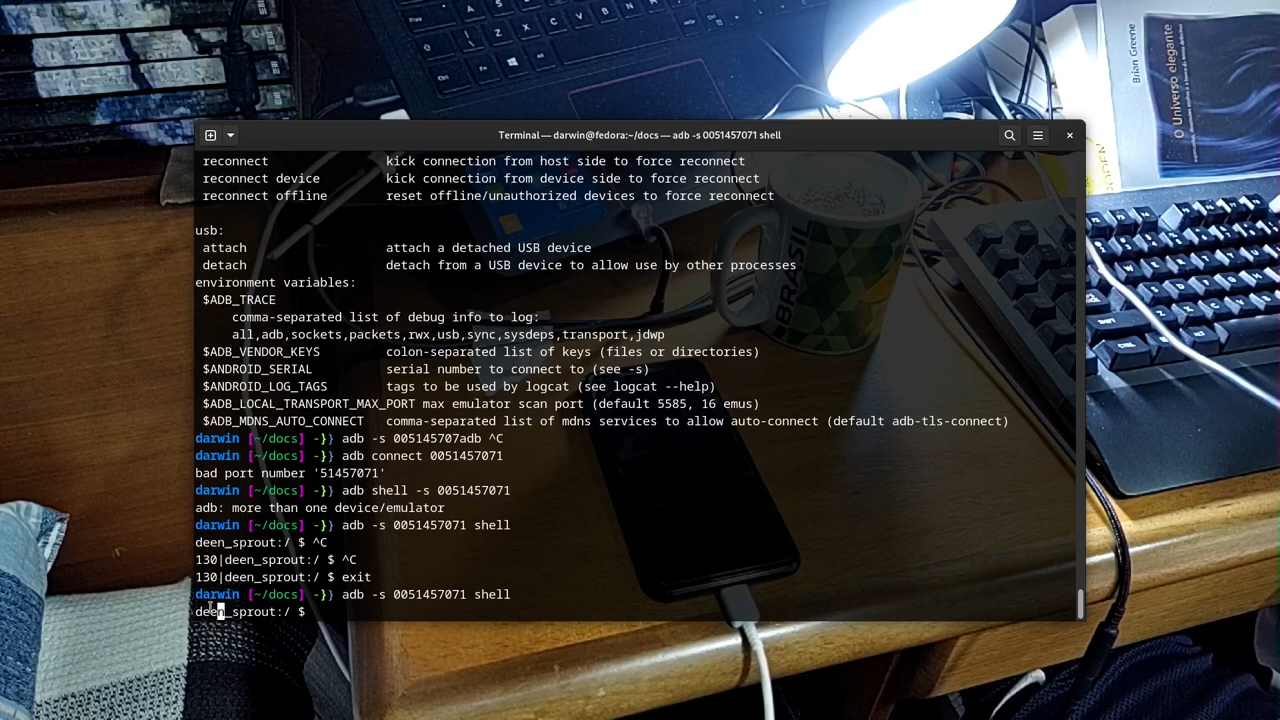 Brian Greene
O Universo elegante
Terminal — darwin@fedora:~/docs — adb -s 0051457071 shell
reconnect kick connection from host side to force reconnect
reconnect device kick connection from device side to force reconnect
reconnect offline reset offline/unauthorized devices to force reconnect
usb:
attach attach a detached USB device
detach detach from a USB device to allow use by other processes
environment variables:
$ADB_TRACE
comma-separated list of debug info to log:
all,adb,sockets,packets,rwx,usb,sync,sysdeps,transport,jdwp
$ADB_VENDOR_KEYS colon-separated list of keys (files or directories)
$ANDROID_SERIAL serial number to connect to (see -s)
$ANDROID_LOG_TAGS tags to be used by logcat (see logcat --help)
$ADB_LOCAL_TRANSPORT_MAX_PORT max emulator scan port (default 5585, 16 emus)
$ADB_MDNS_AUTO_CONNECT comma-separated list of mdns services to allow auto-connect (default adb-tls-connect)
darwin [~/docs] -}} adb -s 005145707adb ^C
darwin [~/docs] -}} adb connect 0051457071
bad port number '51457071'
darwin [~/docs] -}} adb shell -s 0051457071
adb: more than one device/emulator
darwin [~/docs] -}} adb -s 0051457071 shell
deen_sprout:/ $ ^C
130|deen_sprout:/ $ ^C
130|deen_sprout:/ $ exit
darwin [~/docs] -}} adb -s 0051457071 shell
deen_sprout:/ $
BRASIL